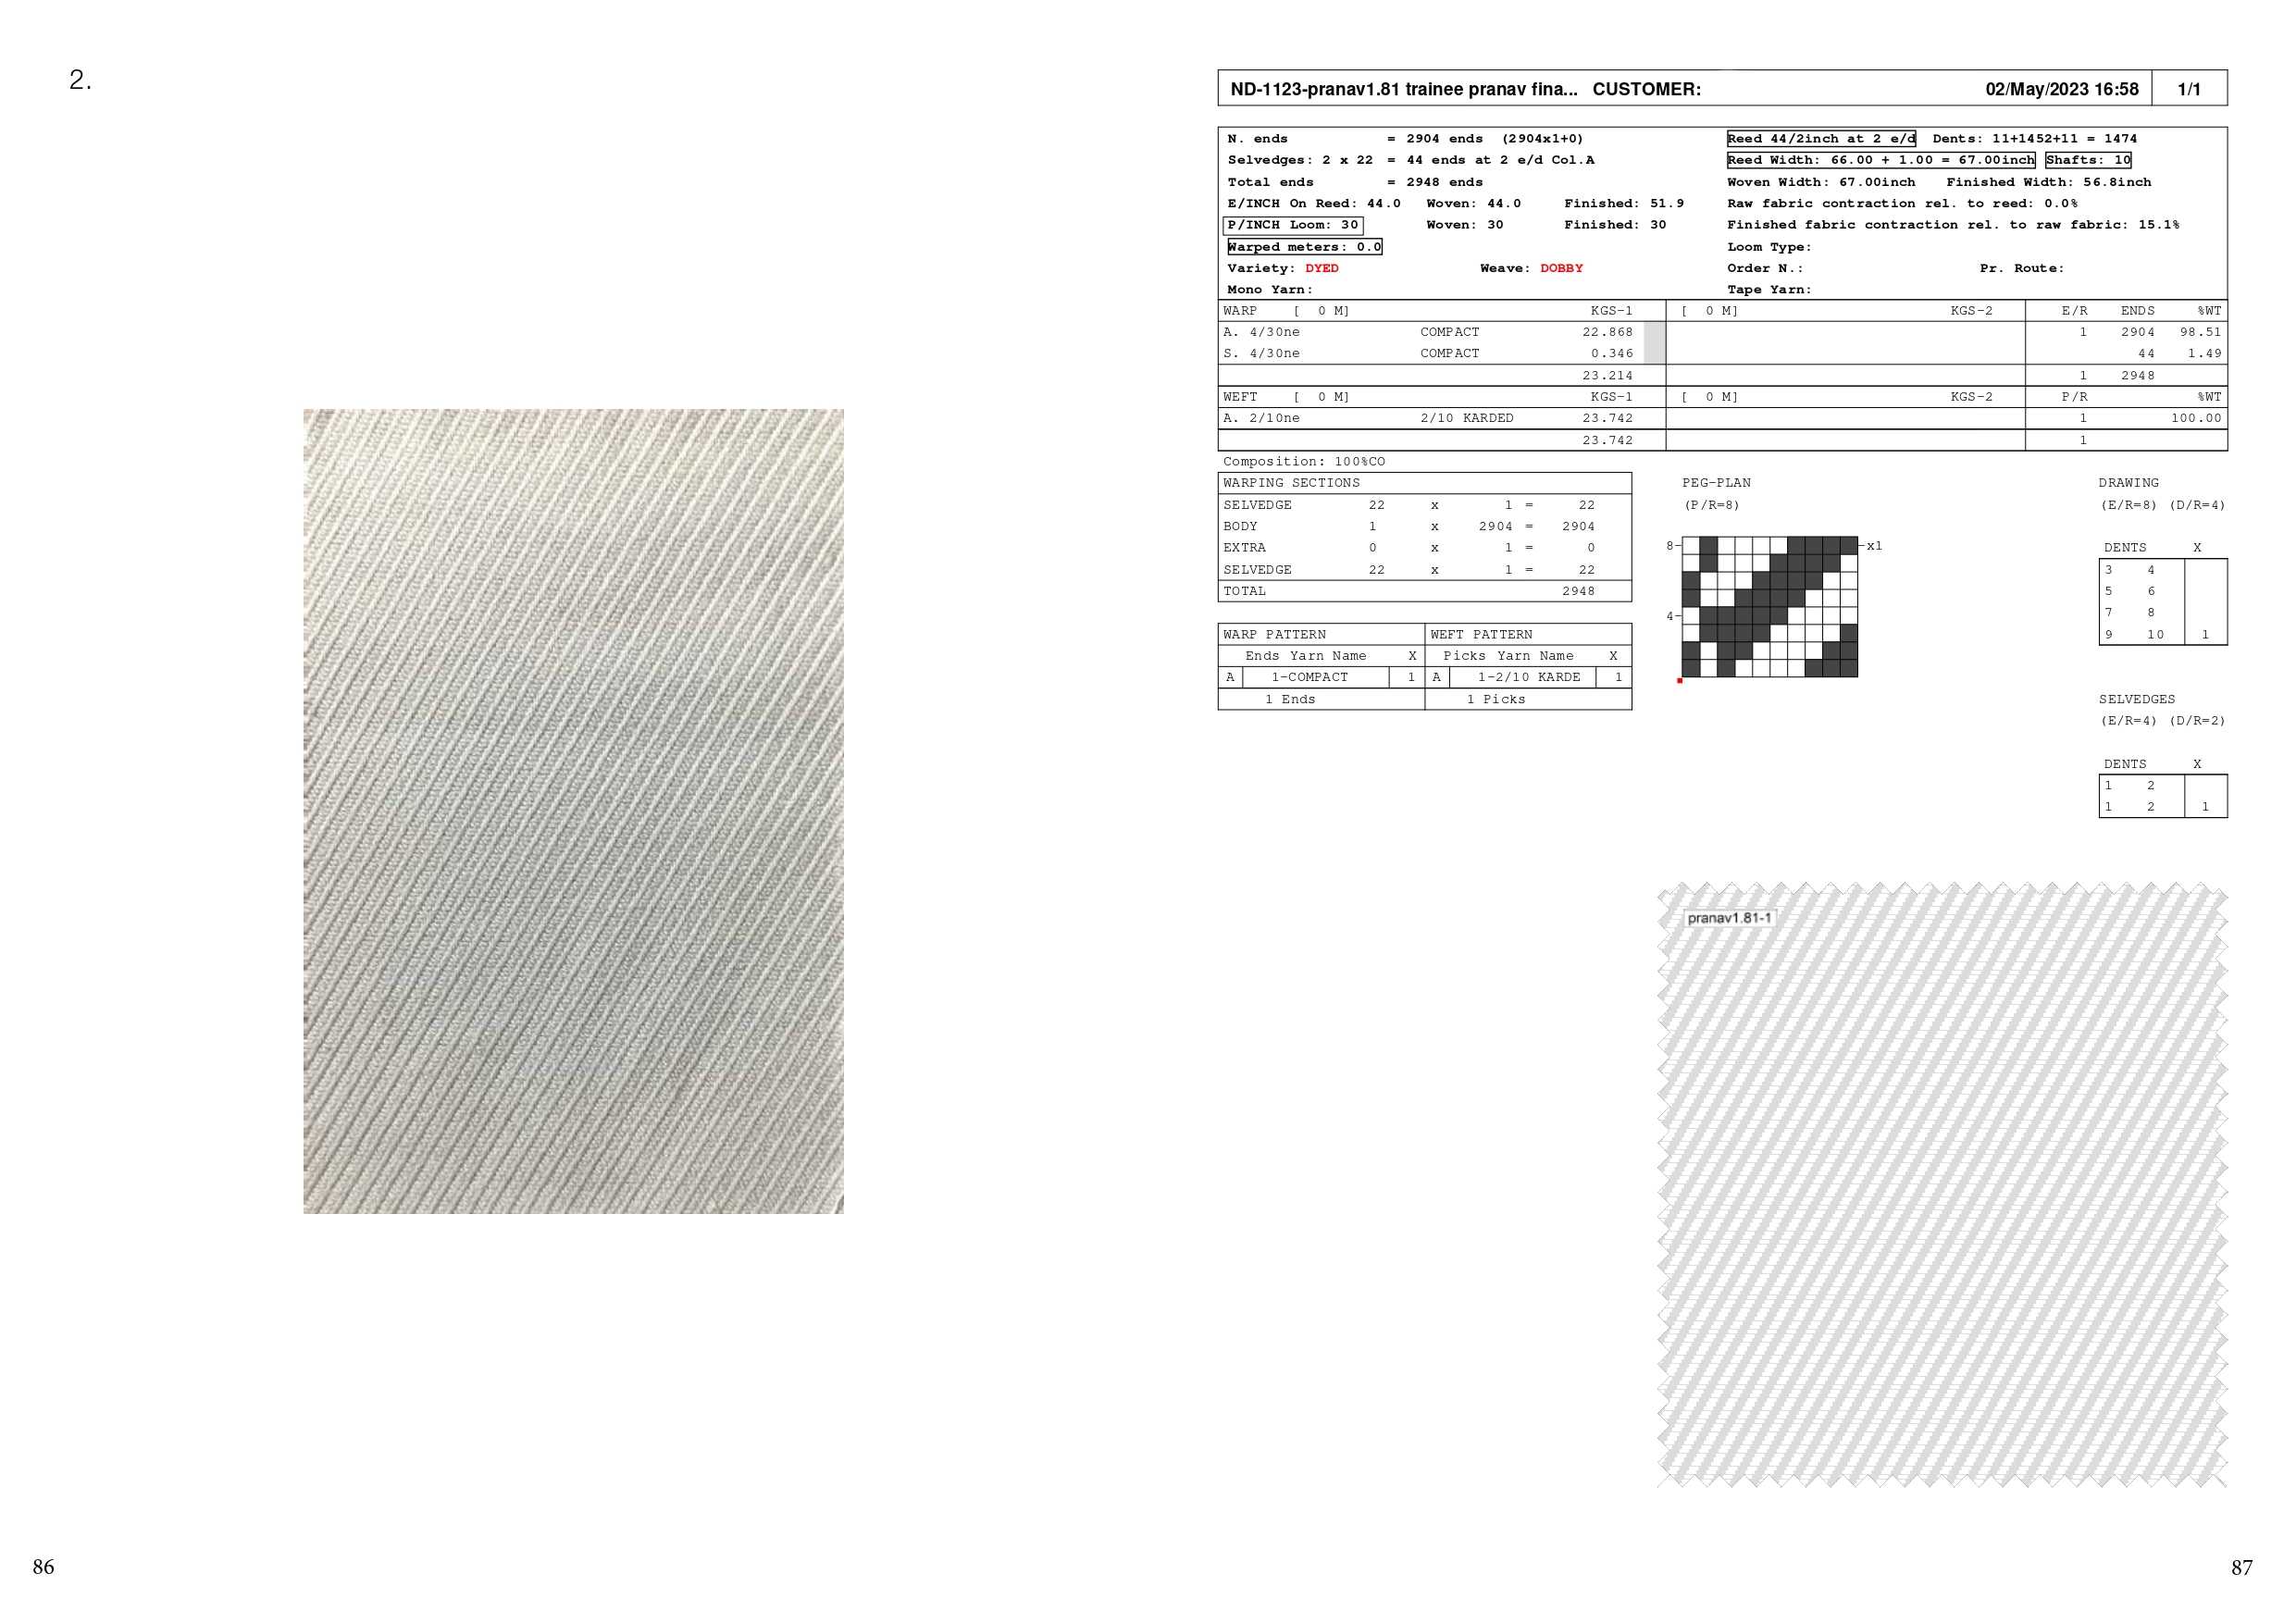 2.
ND-1123-pranav1.81 trainee pranav fina... CUSTOMER: 02/May/2023 16:58 1/1
N. ends = 2904 ends (2904x1+0) Reed 44/2inch at 2 e/d Dents: 11+1452+11 = 1474
Selvedges: 2 x 22 = 44 ends at 2 e/d Col.A Reed Width: 66.00 + 1.00 = 67.00inch Shafts: 10
Total ends = 2948 ends Woven Width: 67.00inch Finished Width: 56.8inch
E/INCH On Reed: 44.0 Woven: 44.0 Finished: 51.9 Raw fabric contraction rel. to reed: 0.0%
P/INCH Loom: 30 Woven: 30 Finished: 30 Finished fabric contraction rel. to raw fabric: 15.1%
Warped meters: 0.0 Loom Type:
Variety: DYED Weave: DOBBY Order N.: Pr. Route:
Mono Yarn: Tape Yarn:
WARP [ 0 M] KGS-1 [ 0 M] KGS-2 E/R ENDS %WT
A. 4/30ne COMPACT 22.868 1 2904 98.51
S. 4/30ne COMPACT 0.346 44 1.49
23.214 1 2948
WEFT [ 0 M] KGS-1 [ 0 M] KGS-2 P/R %WT
A. 2/10ne 2/10 KARDED 23.742 1 100.00
23.742 1
Composition: 100%CO
WARPING SECTIONS
SELVEDGE 22 x 1 = 22
BODY 1 x 2904 = 2904
EXTRA 0 x 1 = 0
SELVEDGE 22 x 1 = 22
TOTAL 2948
WARP PATTERN WEFT PATTERN
Ends Yarn Name X Picks Yarn Name X
A 1-COMPACT 1 A 1-2/10 KARDE 1
1 Ends 1 Picks
PEG-PLAN
(P/R=8)
8 x1
4
DRAWING
(E/R=8) (D/R=4)
DENTS X
3 4
5 6
7 8
9 10 1
SELVEDGES
(E/R=4) (D/R=2)
DENTS X
1 2
1 2 1
pranav1.81-1
86
87